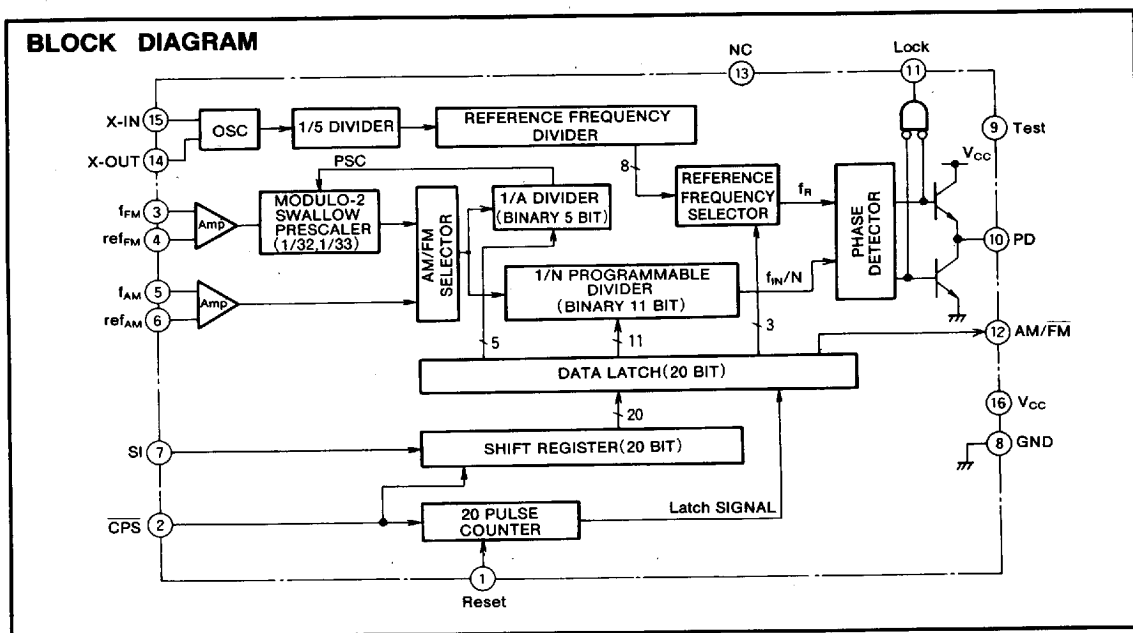 BLOCK DIAGRAM
NC
13
Lock
11
X-IN
15
OSC
1/5 DIVIDER
REFERENCE FREQUENCY
DIVIDER
9
Test
X-OUT
14
PSC
8
VCC
fFM
3
refFM
4
Amp
MODULO-2
SWALLOW
PRESCALER
(1/32,1/33)
AM/FM
SELECTOR
1/A DIVIDER
(BINARY 5 BIT)
REFERENCE
FREQUENCY
SELECTOR
fR
PHASE
DETECTOR
10
PD
fAM
5
refAM
6
Amp
1/N PROGRAMMABLE
DIVIDER
(BINARY 11 BIT)
fIN/N
5
11
3
12
AM/F̅M̅
DATA LATCH(20 BIT)
20
16
VCC
SI
7
SHIFT REGISTER(20 BIT)
8
GND
C̅P̅S̅
2
20 PULSE
COUNTER
Latch SIGNAL
1
Reset